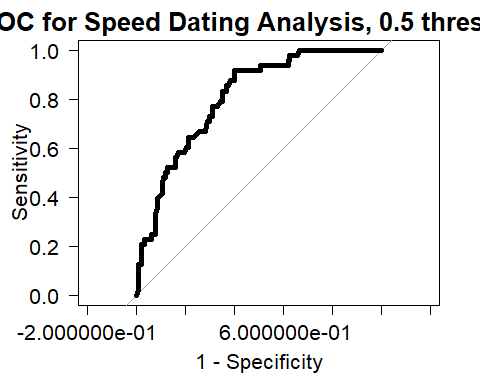 OC for Speed Dating Analysis, 0.5 thres
1.0
0.8
0.6
0.4
0.2
0.0
Sensitivity
-2.000000e-01 6.000000e-01
1 - Specificity